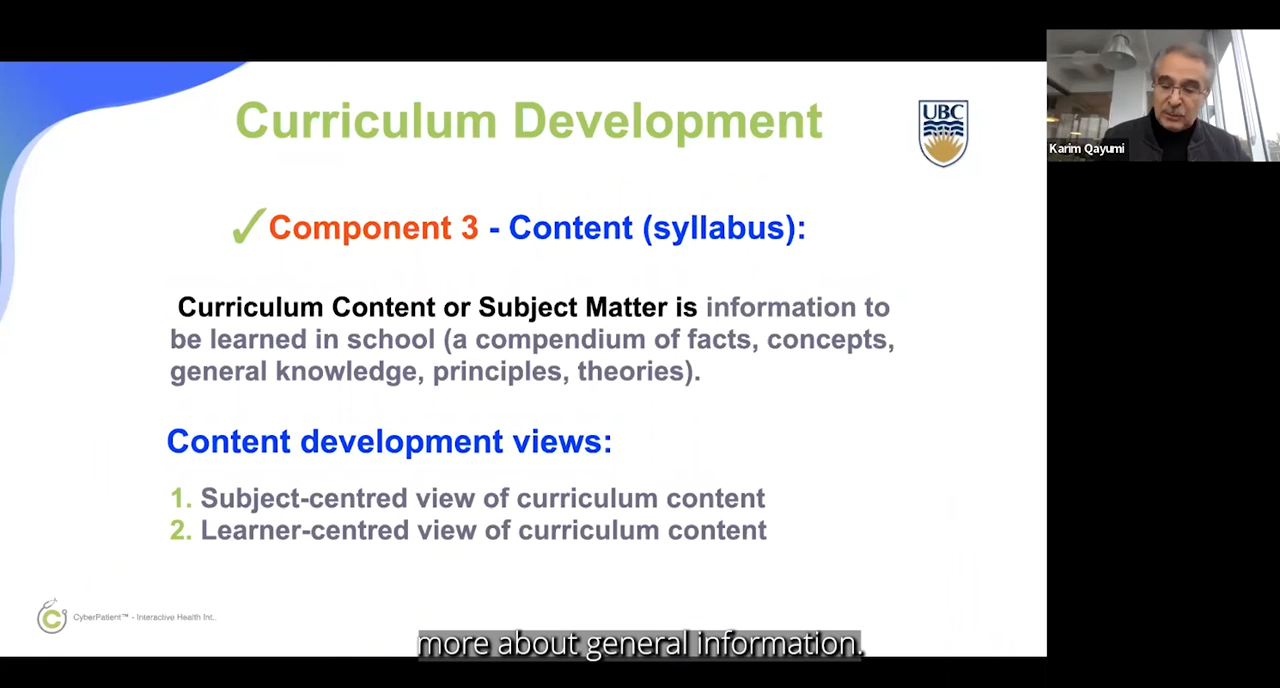 Curriculum Development
UBC
Karim Qayumi
✓Component 3 - Content (syllabus):
Curriculum Content or Subject Matter is information to
be learned in school (a compendium of facts, concepts,
general knowledge, principles, theories).
Content development views:
1. Subject-centred view of curriculum content
2. Learner-centred view of curriculum content
C CyberPatient™ - Interactive Health Int..
more about general information.